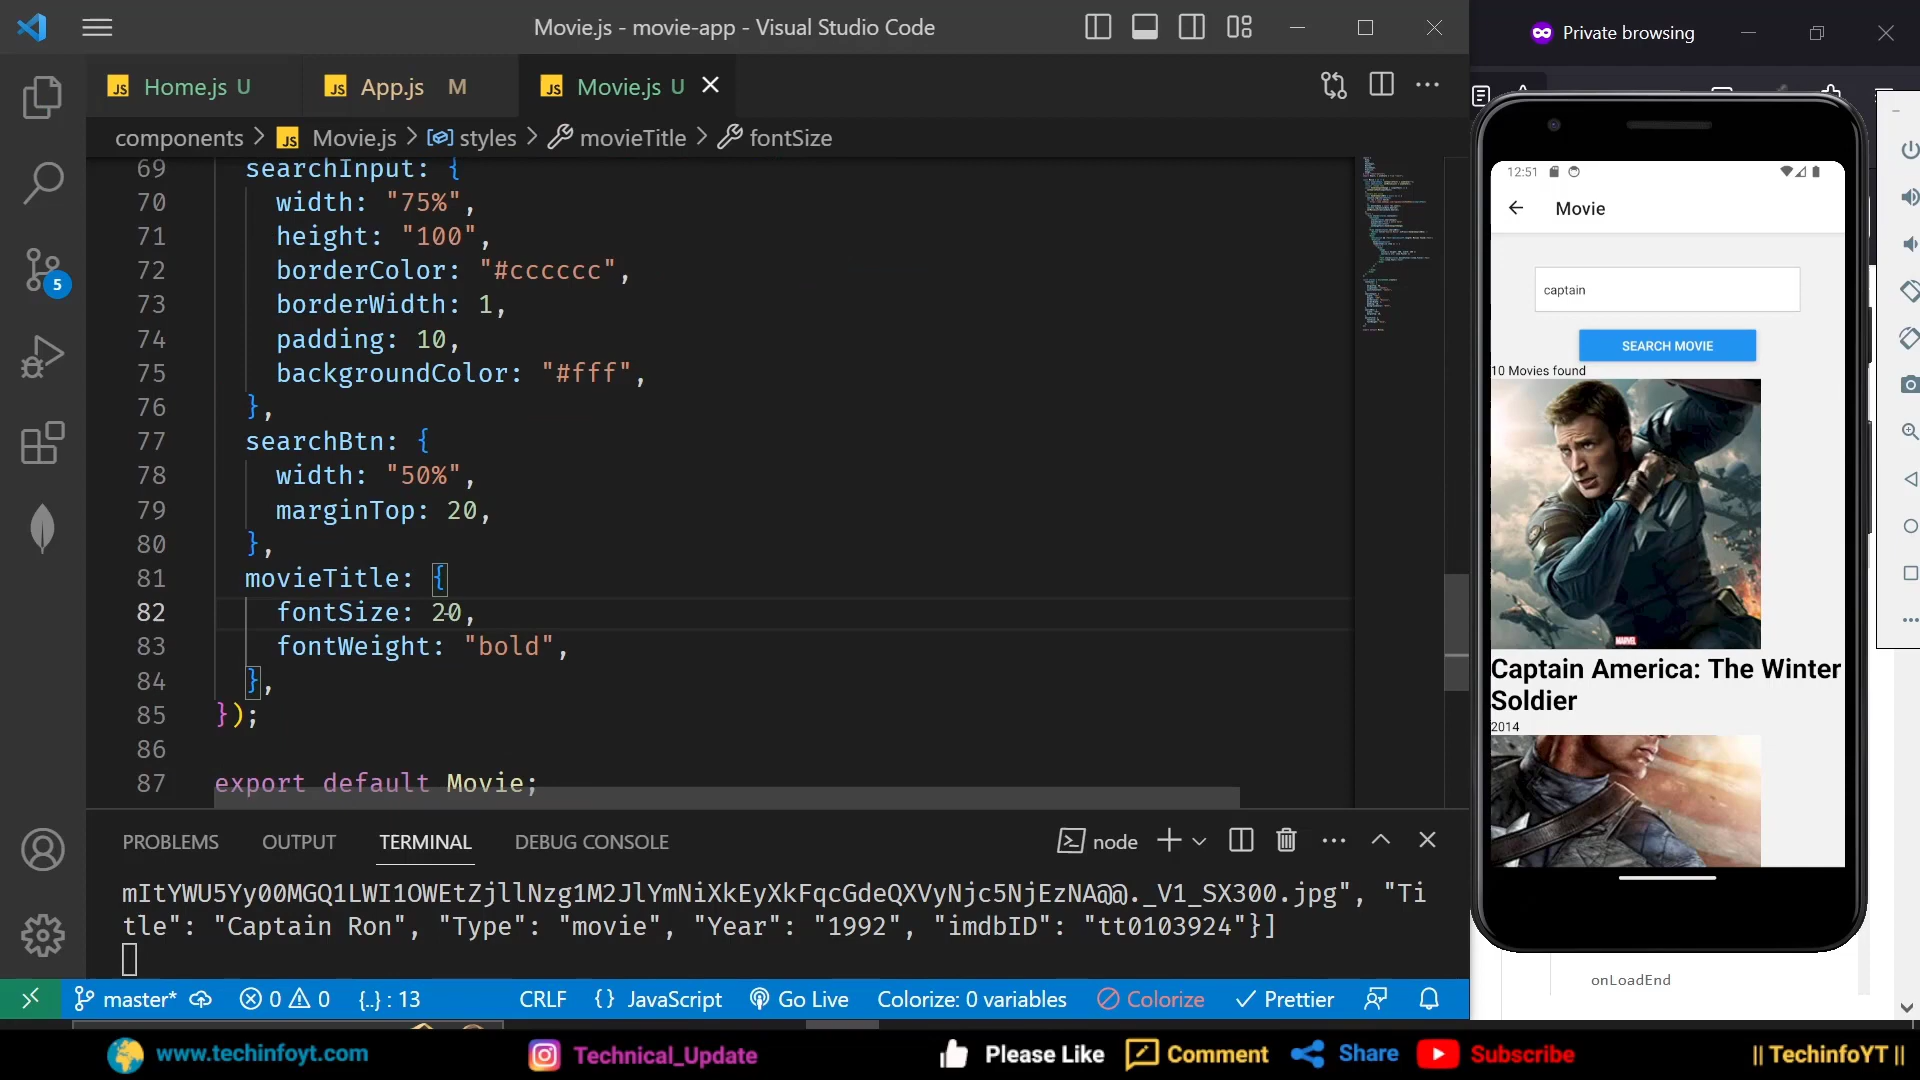 Movie.js - movie-app - Visual Studio Code
Private browsing
JS Home.js U
JS App.js M
JS Movie.js U
components > JS Movie.js > styles > movieTitle > fontSize
69 searchInput: {
70 width: "75%",
71 height: "100",
72 borderColor: "#cccccc",
73 borderWidth: 1,
74 padding: 10,
75 backgroundColor: "#fff",
76 },
77 searchBtn: {
78 width: "50%",
79 marginTop: 20,
80 },
81 movieTitle: {
82 fontSize: 20,
83 fontWeight: "bold",
84 },
85 });
86
87 export default Movie;
5
PROBLEMS OUTPUT TERMINAL DEBUG CONSOLE
node
mItYWU5Yy00MGQ1LWI1OWEtZjllNzg1M2JlYmNiXkEyXkFqcGdeQXVyNjc5NjEzNA@@._V1_SX300.jpg", "Ti
tle": "Captain Ron", "Type": "movie", "Year": "1992", "imdbID": "tt0103924"}]
master* 0 0 {..} : 13 CRLF {} JavaScript Go Live Colorize: 0 variables Colorize Prettier
12:51
Movie
captain
SEARCH MOVIE
10 Movies found
MARVEL
Captain America: The Winter
Soldier
2014
onLoadEnd
www.techinfoyt.com Technical_Update Please Like Comment Share Subscribe || TechinfoYT ||